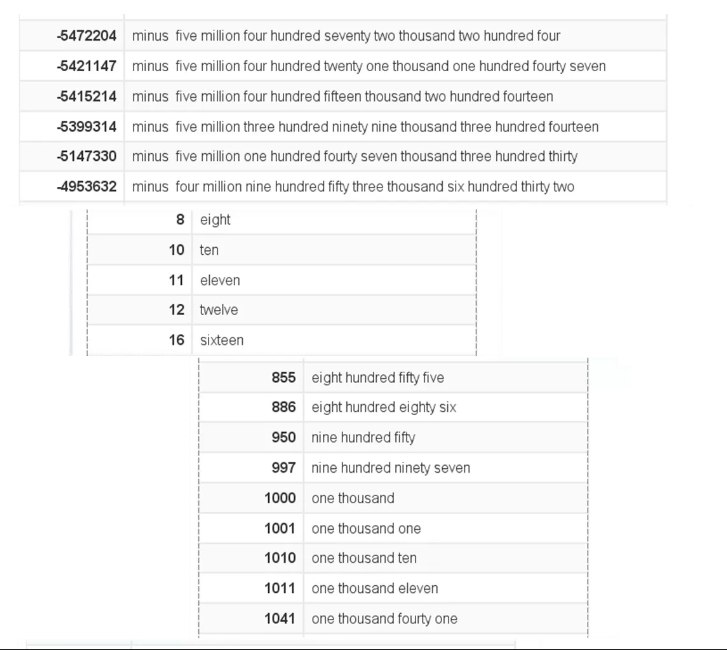 -5472204 minus five million four hundred seventy two thousand two hundred four
-5421147 minus five million four hundred twenty one thousand one hundred fourty seven
-5415214 minus five million four hundred fifteen thousand two hundred fourteen
-5399314 minus five million three hundred ninety nine thousand three hundred fourteen
-5147330 minus five million one hundred fourty seven thousand three hundred thirty
-4953632 minus four million nine hundred fifty three thousand six hundred thirty two
8 eight
10 ten
11 eleven
12 twelve
16 sixteen
855 eight hundred fifty five
886 eight hundred eighty six
950 nine hundred fifty
997 nine hundred ninety seven
1000 one thousand
1001 one thousand one
1010 one thousand ten
1011 one thousand eleven
1041 one thousand fourty one